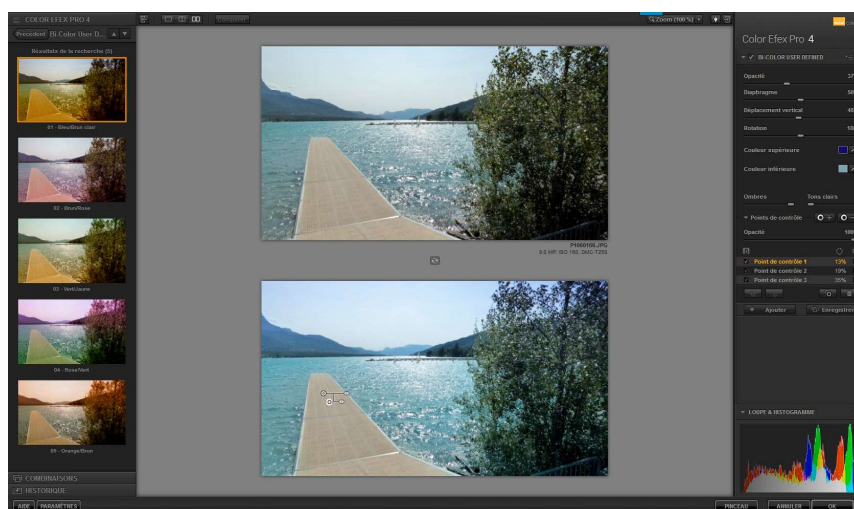 COLOR EFEX PRO 4
Précédent Bi-Color User D...
Résultats de la recherche (5)
01 - Bleu/Brun clair
02 - Brun/Rose
03 - Vert/Jaune
04 - Rose/Vert
05 - Orange/Brun
COMBINAISONS
HISTORIQUE
AIDE PARAMÈTRES
Comparer
Zoom (100 %)
P1060166.JPG
Color Efex Pro 4
BI-COLOR USER DEFINED
Opacité
Diaphragme
Déplacement vertical
Rotation
Couleur supérieure
Couleur inférieure
Ombres Tons clairs
Points de contrôle
Opacité
Point de contrôle 1 13%
Point de contrôle 2 19%
Point de contrôle 3 35%
Ajouter Enregistrer
LOUPE & HISTOGRAMME
PINCEAU ANNULER OK